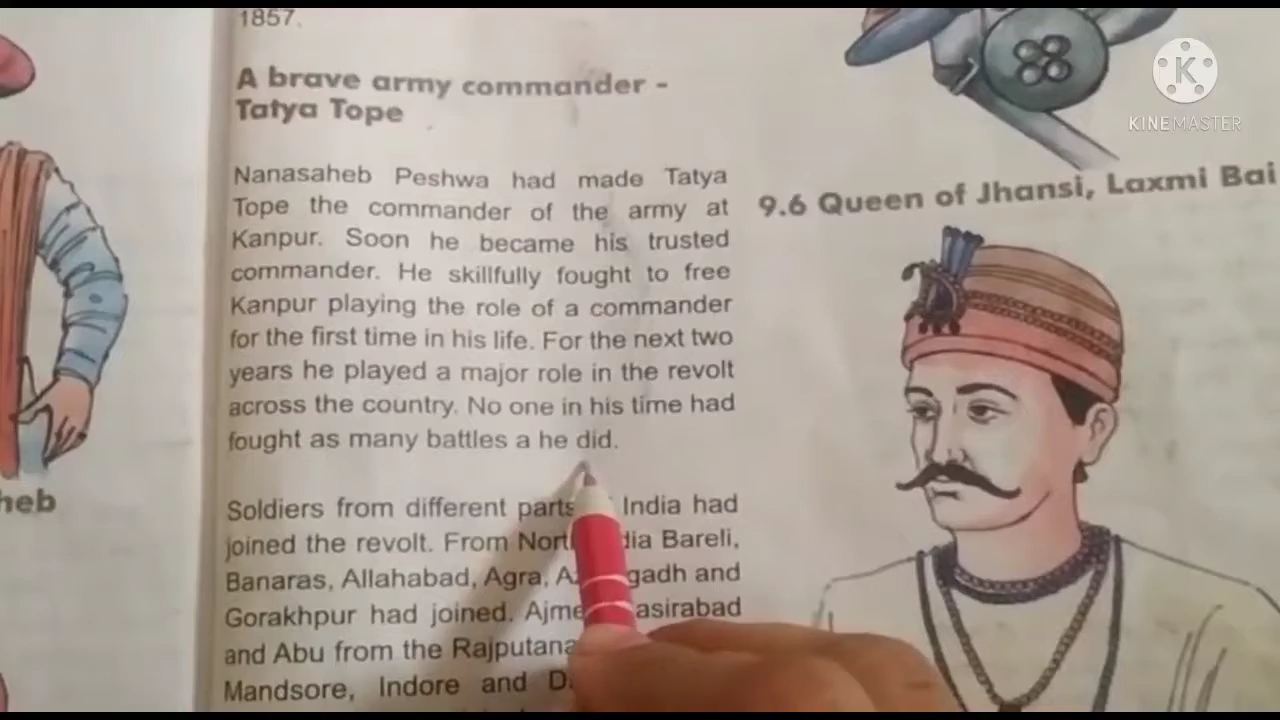 1857.
A brave army commander -
Tatya Tope
Nanasaheb Peshwa had made Tatya
Tope the commander of the army at
Kanpur. Soon he became his trusted
commander. He skillfully fought to free
Kanpur playing the role of a commander
for the first time in his life. For the next two
years he played a major role in the revolt
across the country. No one in his time had
fought as many battles a he did.
Soldiers from different parts India had
joined the revolt. From Bareli,
Banaras, Allahabad, Agra, and
Gorakhpur had joined.
and Abu from the Rajputana
Mandsore, Indore and
heb
K
KINEMASTER
9.6 Queen of Jhansi, Laxmi Bai